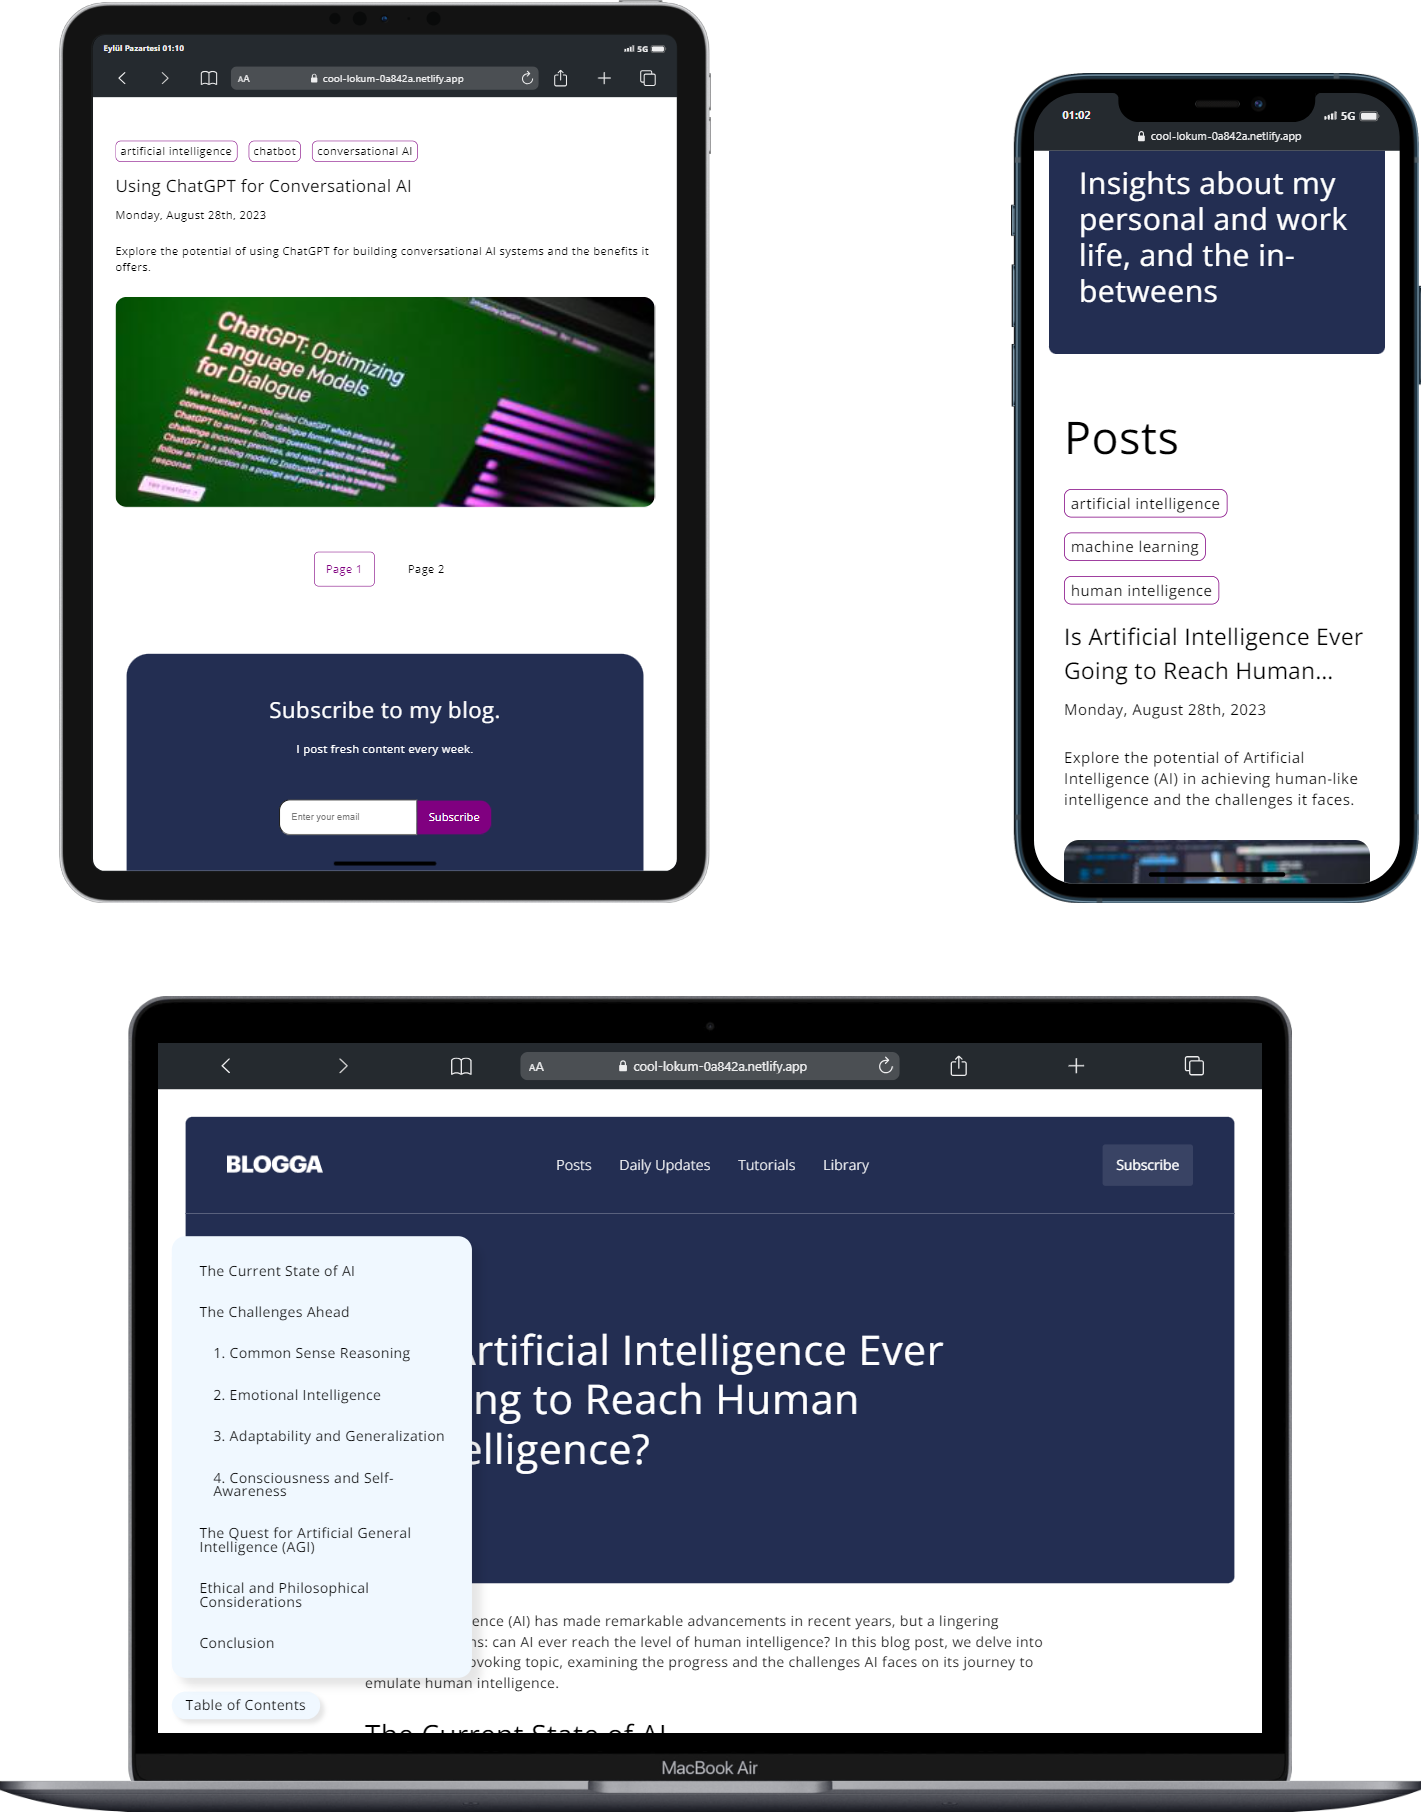 Eylül Pazartesi 01:10
5G
AA
cool-lokum-0a842a.netlify.app
artificial intelligence
chatbot
conversational AI
Using ChatGPT for Conversational AI
Monday, August 28th, 2023
Explore the potential of using ChatGPT for building conversational AI systems and the benefits it
offers.
ChatGPT: Optimizing
Language Models
for Dialogue
We've trained a model called ChatGPT which interacts in a
conversational way. The dialogue format makes it possible for
ChatGPT to answer followup questions, admit its mistakes,
challenge incorrect premises, and reject inappropriate requests.
ChatGPT is a sibling model to InstructGPT, which is trained to
follow an instruction in a prompt and provide a detailed
response.
Page 1
Page 2
Subscribe to my blog.
I post fresh content every week.
Enter your email
Subscribe
01:02
5G
cool-lokum-0a842a.netlify.app
Insights about my
personal and work
life, and the in-
betweens
Posts
artificial intelligence
machine learning
human intelligence
Is Artificial Intelligence Ever
Going to Reach Human...
Monday, August 28th, 2023
Explore the potential of Artificial
Intelligence (AI) in achieving human-like
intelligence and the challenges it faces.
AA
cool-lokum-0a842a.netlify.app
BLOGGA
Posts
Daily Updates
Tutorials
Library
Subscribe
The Current State of AI
The Challenges Ahead
1. Common Sense Reasoning
2. Emotional Intelligence
3. Adaptability and Generalization
4. Consciousness and Self-
Awareness
The Quest for Artificial General
Intelligence (AGI)
Ethical and Philosophical
Considerations
Conclusion
Table of Contents
Artificial Intelligence Ever
ng to Reach Human
elligence?
ence (AI) has made remarkable advancements in recent years, but a lingering
ns: can AI ever reach the level of human intelligence? In this blog post, we delve into
voking topic, examining the progress and the challenges AI faces on its journey to
emulate human intelligence.
The Current State of AI
MacBook Air